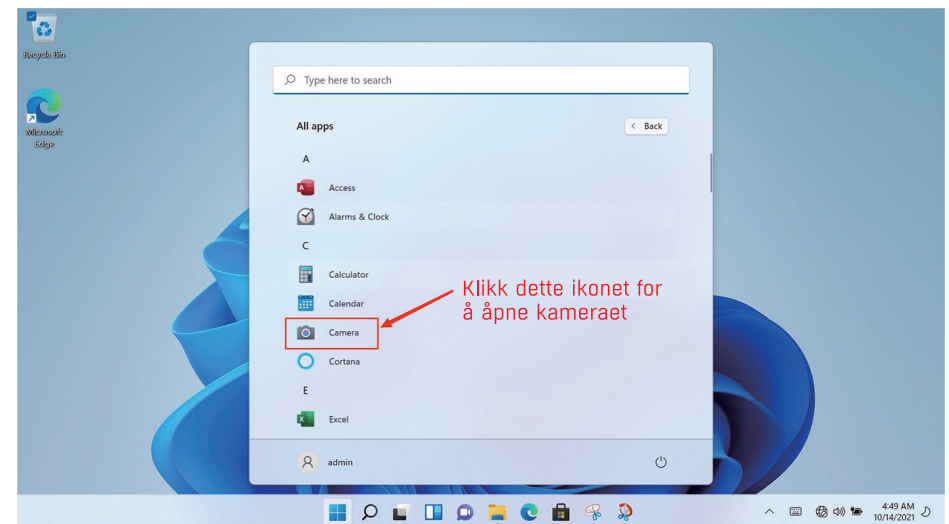 Recycle Bin
Microsoft
Edge
Type here to search
All apps
< Back
A
Access
Alarms & Clock
C
Calculator
Calendar
Klikk dette ikonet for
å åpne kameraet
Camera
Cortana
E
Excel
admin
4:49 AM
10/14/2021